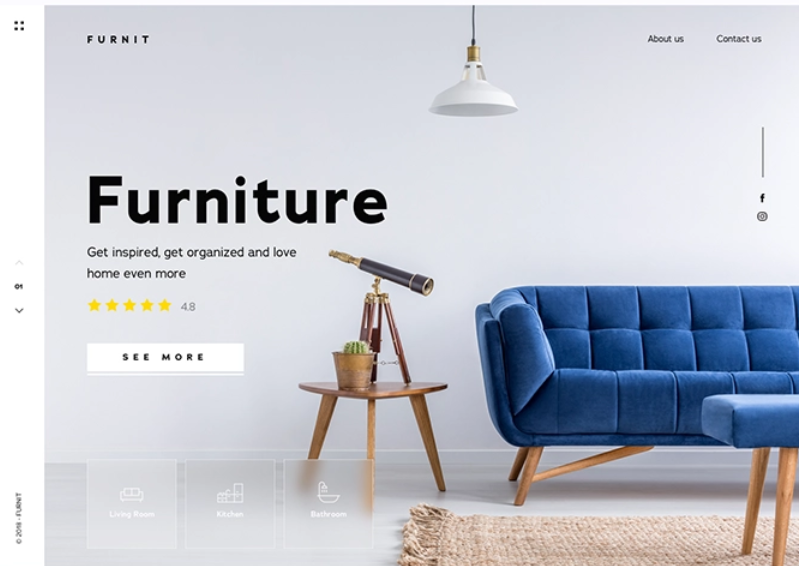 FURNIT
About us
Contact us
Furniture
Get inspired, get organized and love
home even more
4.8
SEE MORE
01
Living Room
Kitchen
Bathroom
© 2018 - FURNIT